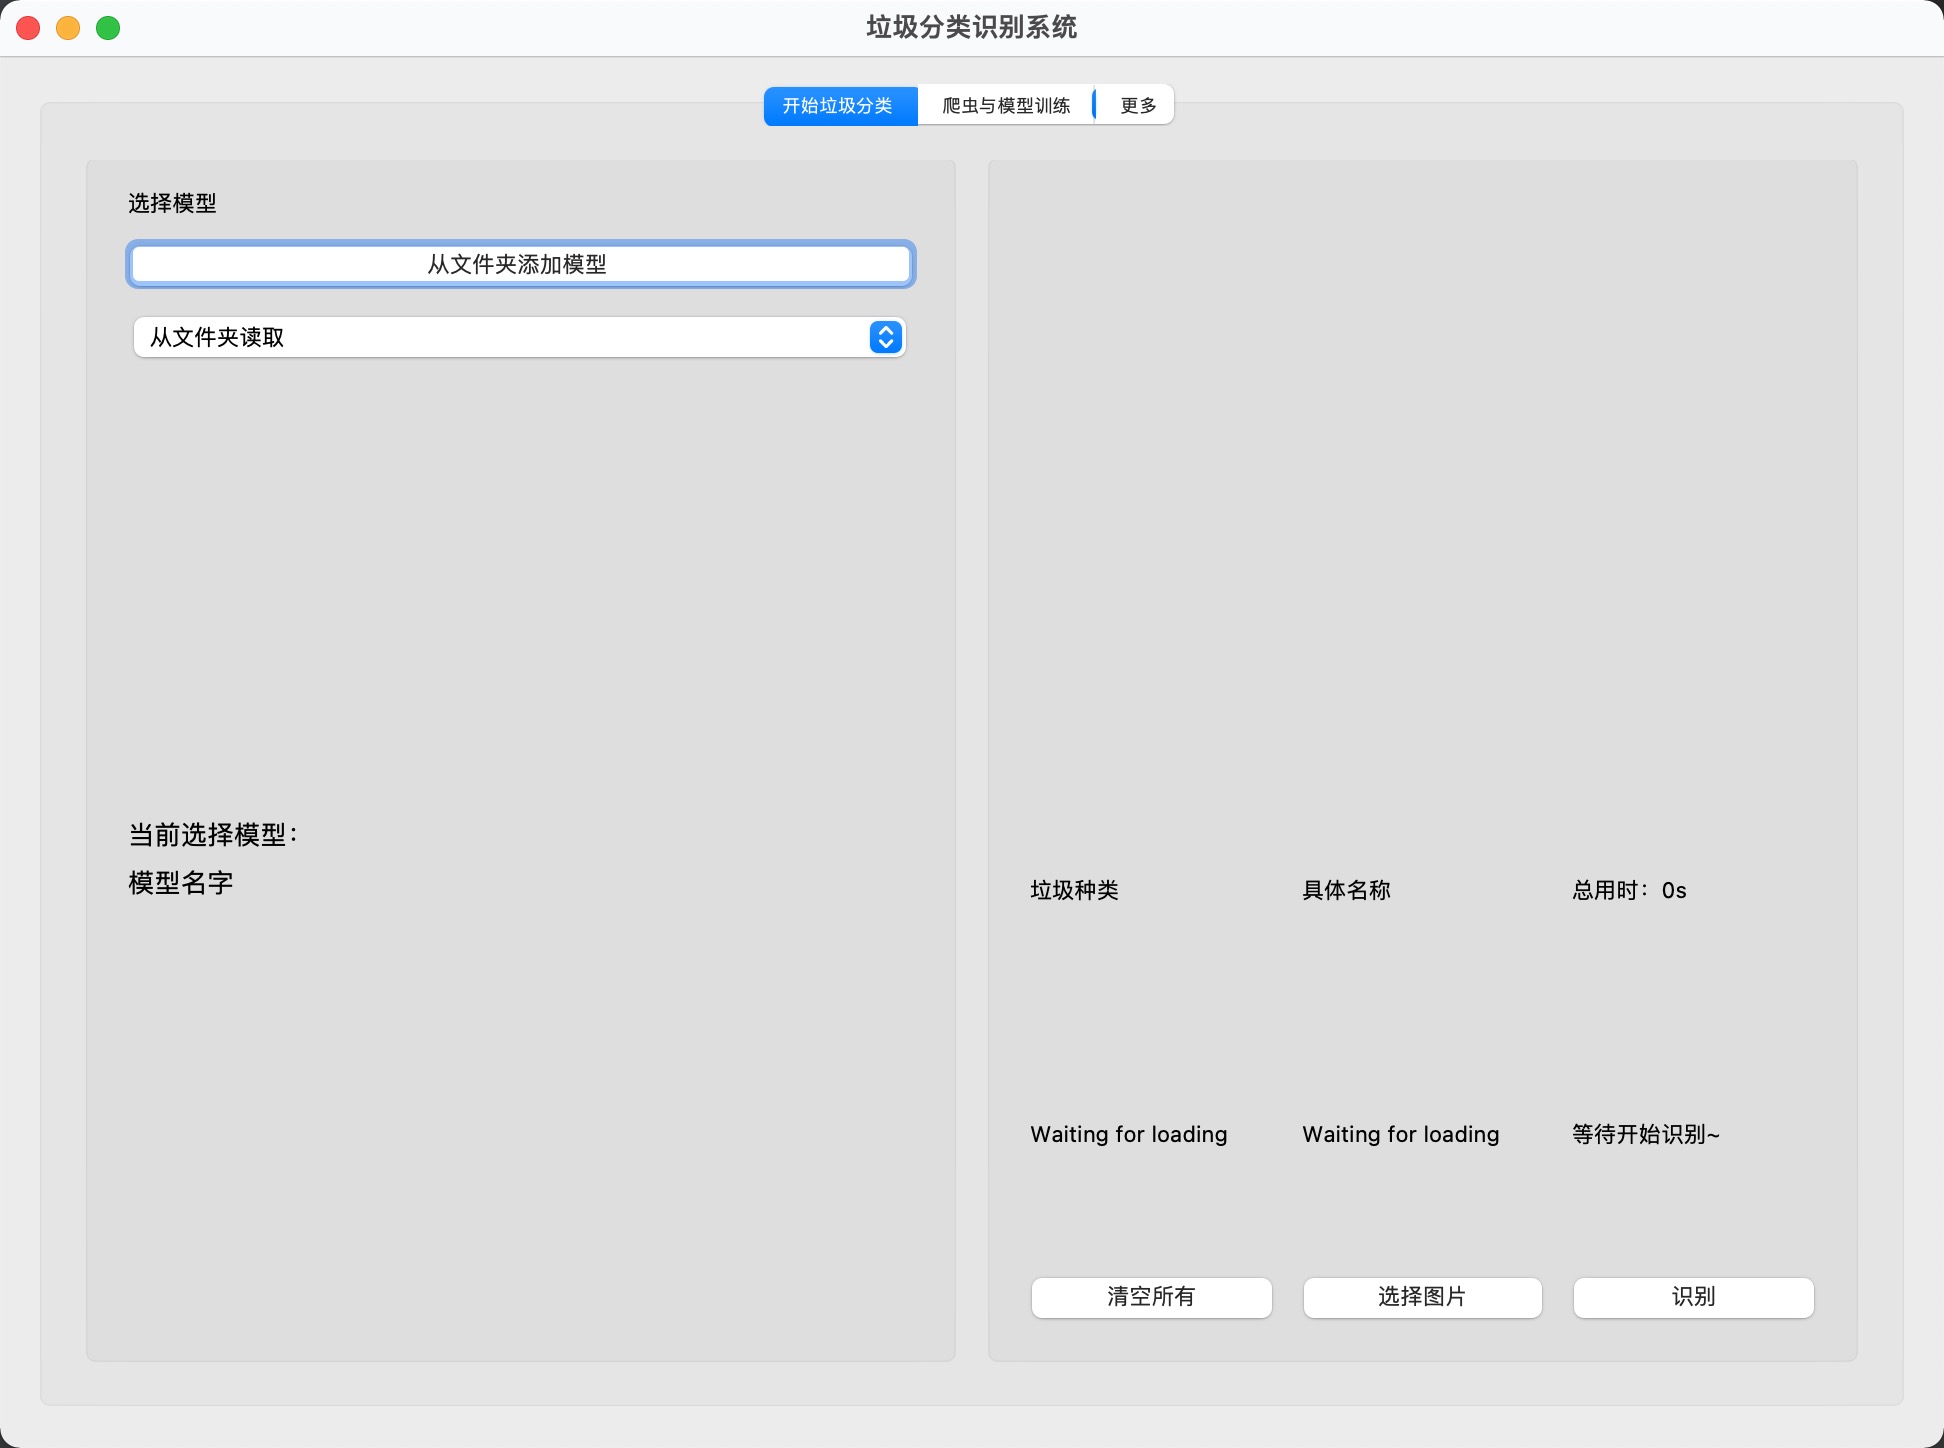 垃圾分类识别系统
开始垃圾分类
爬虫与模型训练
更多
选择模型
从文件夹添加模型
从文件夹读取
当前选择模型：
模型名字
垃圾种类
具体名称
总用时：0s
Waiting for loading
Waiting for loading
等待开始识别~
清空所有
选择图片
识别